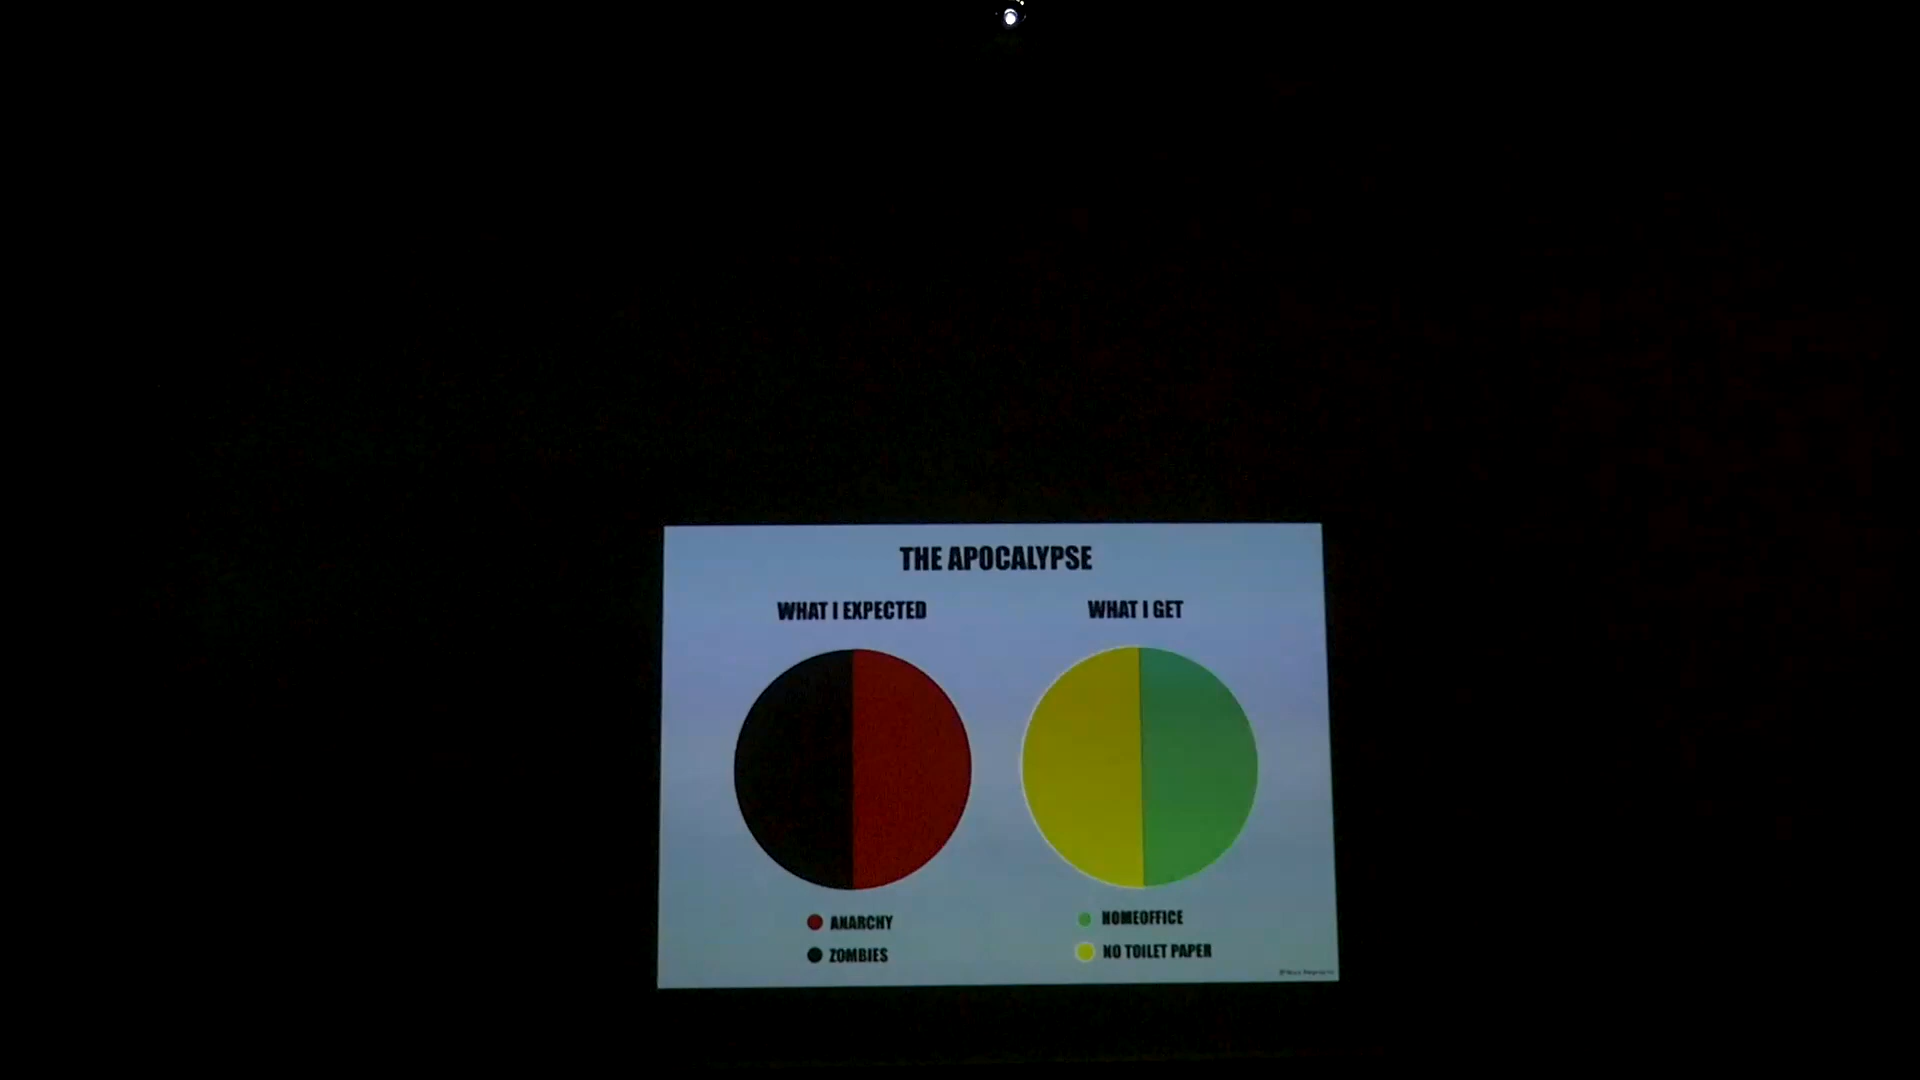 THE APOCALYPSE
WHAT I EXPECTED
WHAT I GET
ANARCHY
ZOMBIES
HOMEOFFICE
NO TOILET PAPER